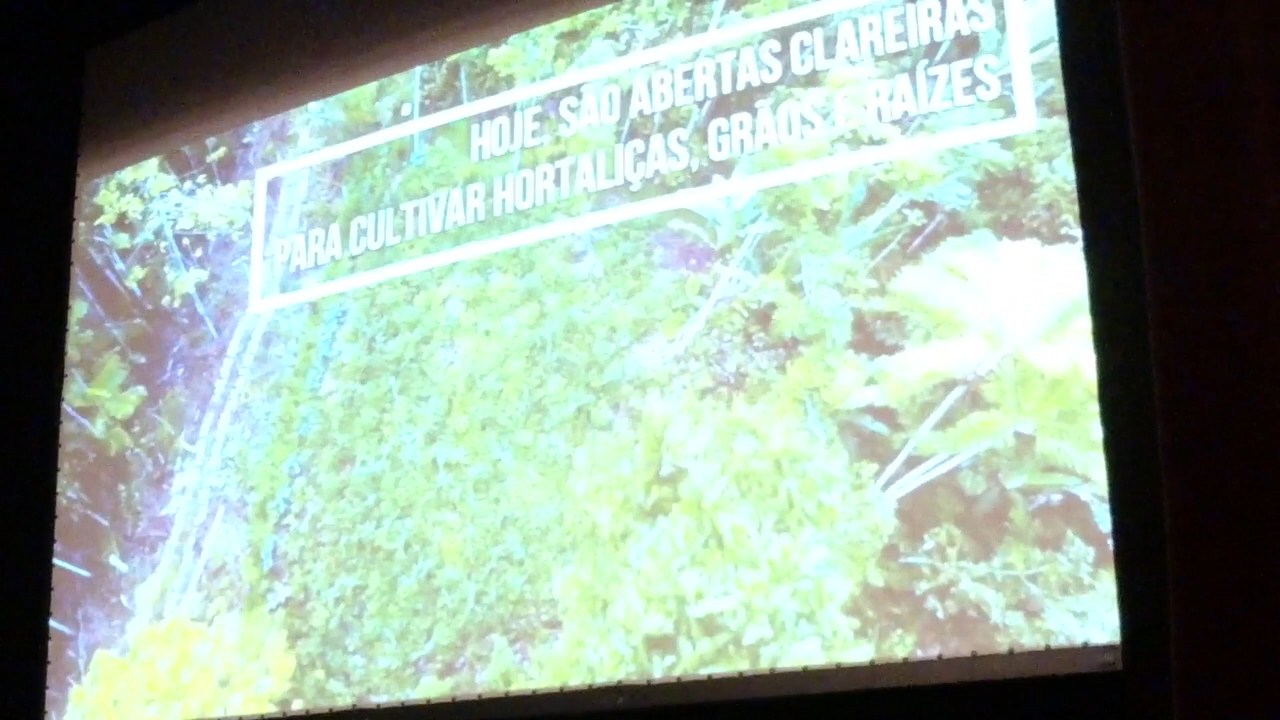 HOJE, SÃO ABERTAS CLAREIRAS
PARA CULTIVAR HORTALIÇAS, GRÃOS E RAÍZES